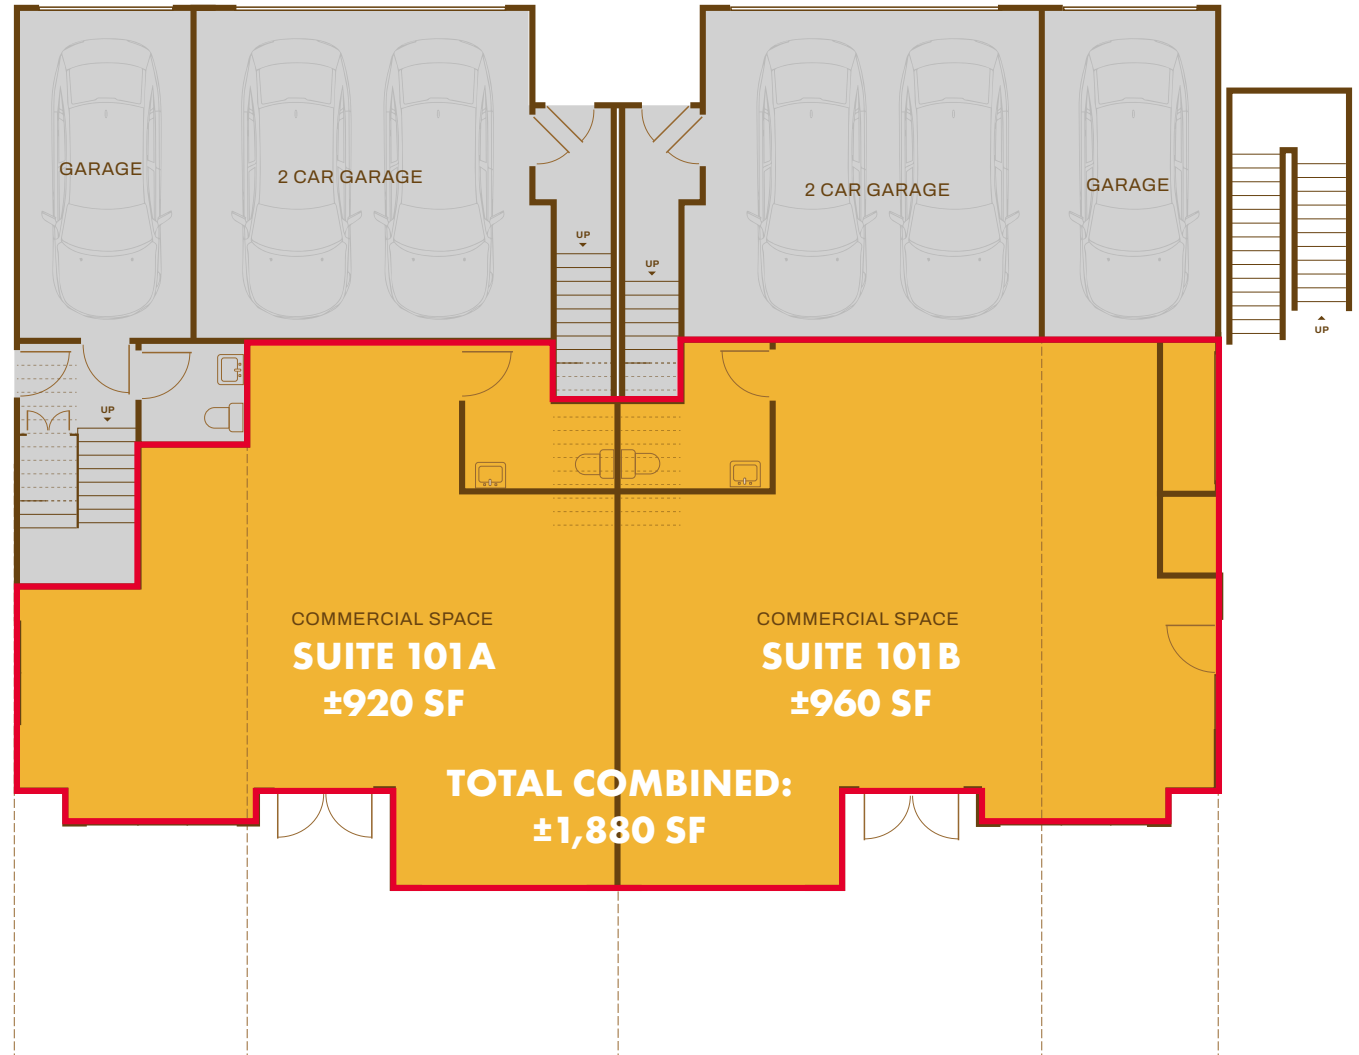 GARAGE
2 CAR GARAGE
2 CAR GARAGE
GARAGE
UP
UP
UP
UP
COMMERCIAL SPACE
SUITE 101A
±920 SF
COMMERCIAL SPACE
SUITE 101B
±960 SF
TOTAL COMBINED:
±1,880 SF